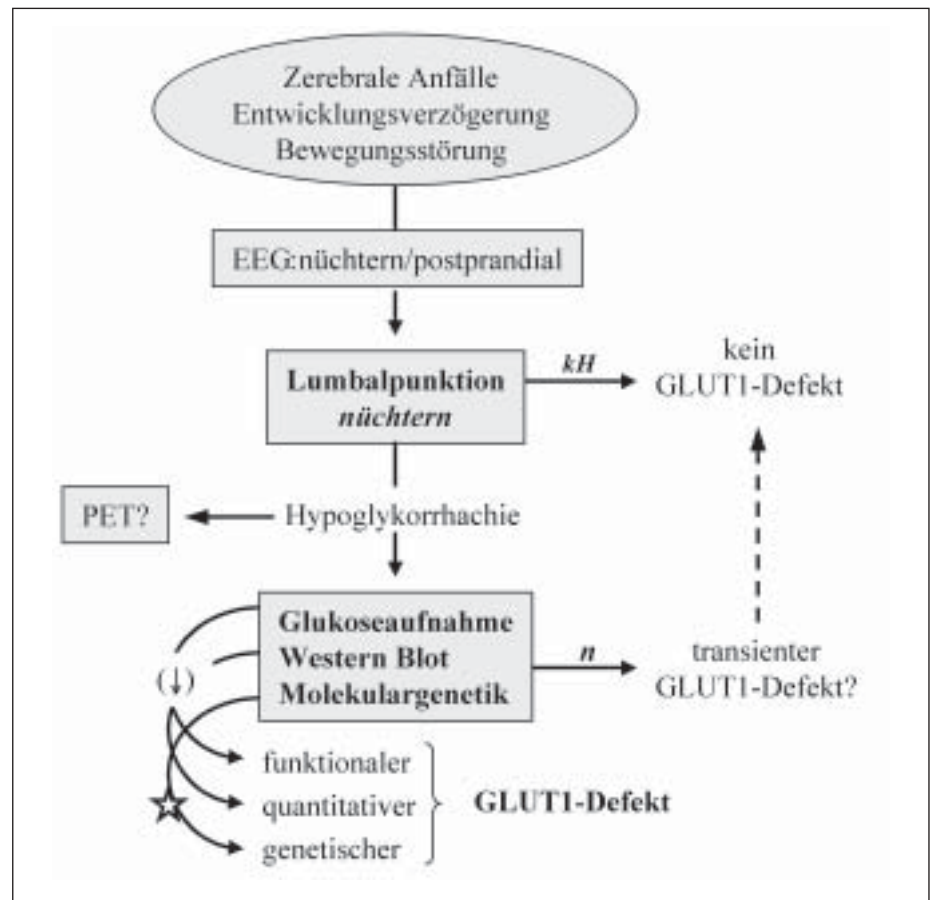 Zerebrale Anfälle
Entwicklungsverzögerung
Bewegungsstörung
EEG:nüchtern/postprandial
Lumbalpunktion
nüchtern
kH
kein
GLUT1-Defekt
PET?
Hypoglykorrhachie
Glukoseaufnahme
Western Blot
Molekulargenetik
n
transienter
GLUT1-Defekt?
(↓)
funktionaler
quantitativer
genetischer
GLUT1-Defekt